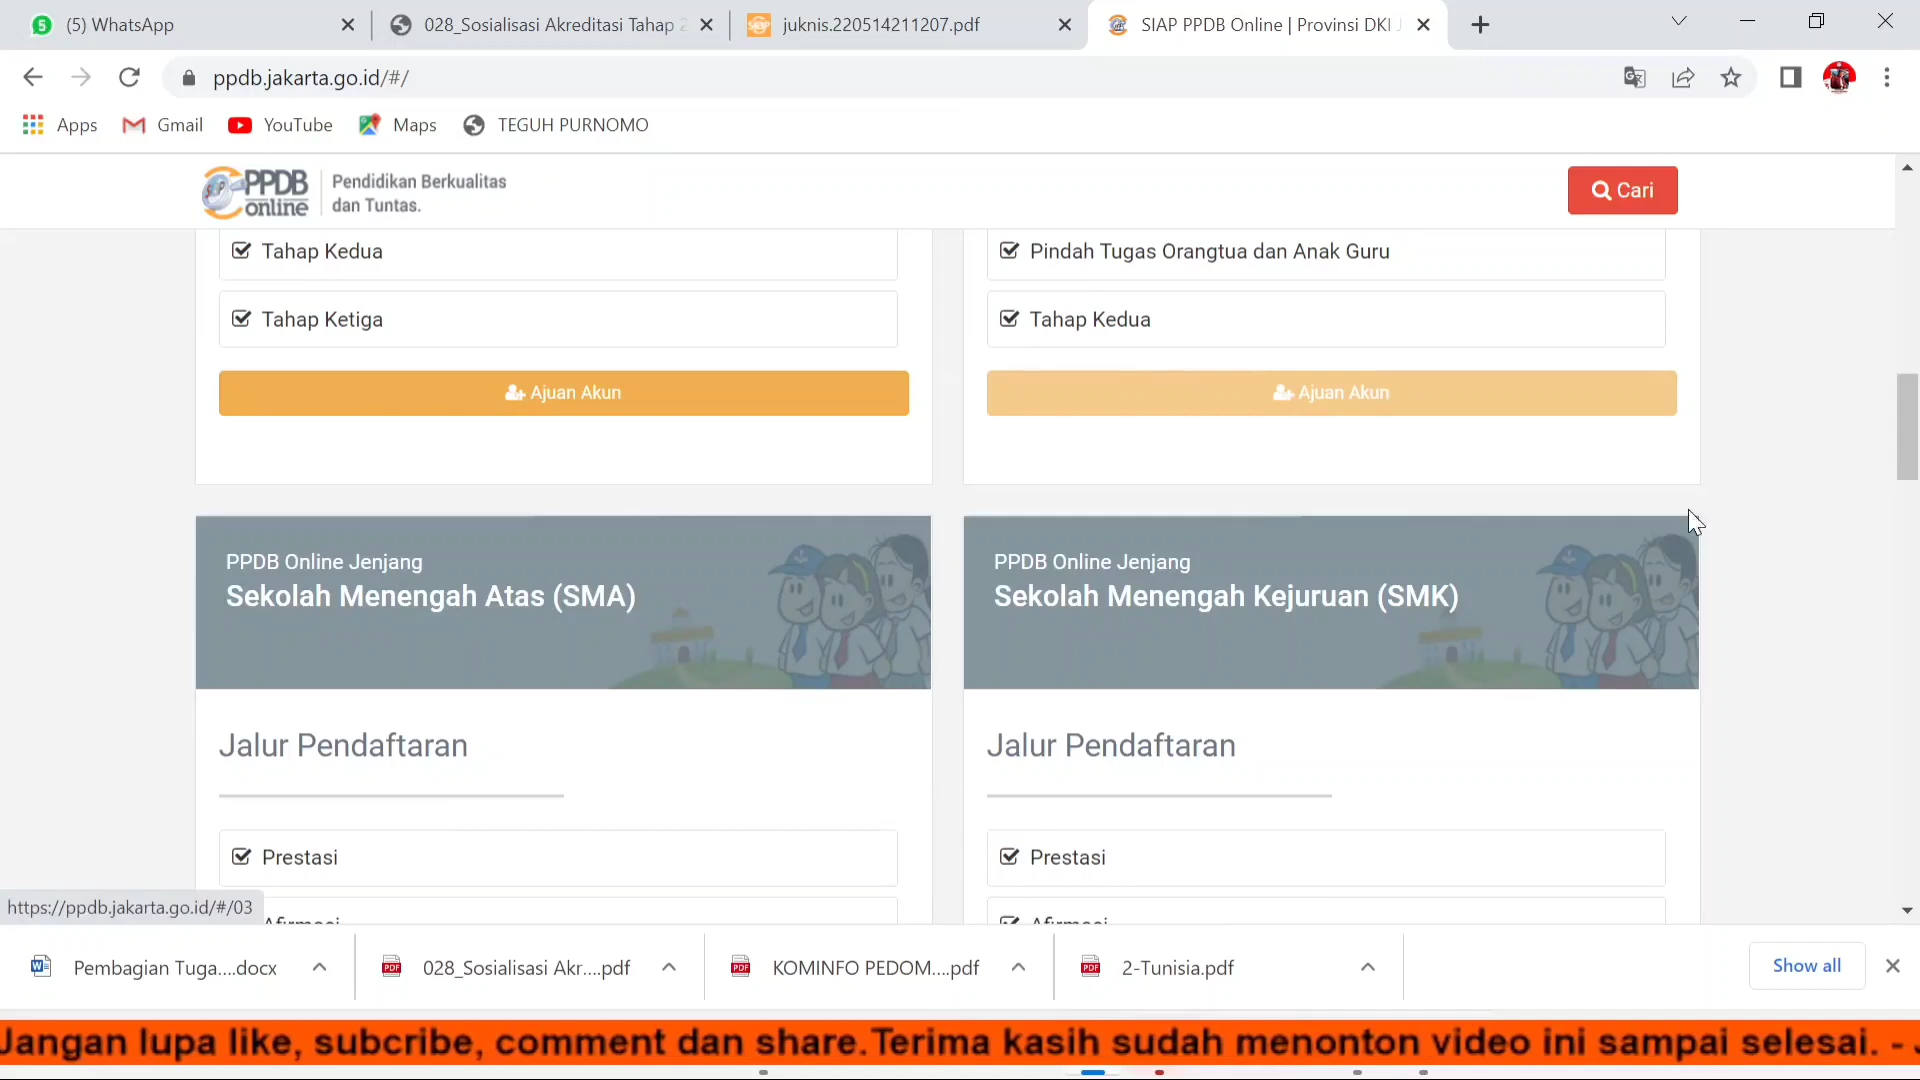 (5) WhatsApp
028_Sosialisasi Akreditasi Tahap 2
juknis.220514211207.pdf
SIAP PPDB Online | Provinsi DKI J
ppdb.jakarta.go.id/#/
Apps
Gmail
YouTube
Maps
TEGUH PURNOMO
PPDB online
Pendidikan Berkualitas
dan Tuntas.
Cari
Tahap Kedua
Pindah Tugas Orangtua dan Anak Guru
Tahap Ketiga
Tahap Kedua
Ajuan Akun
Ajuan Akun
PPDB Online Jenjang
Sekolah Menengah Atas (SMA)
PPDB Online Jenjang
Sekolah Menengah Kejuruan (SMK)
Jalur Pendaftaran
Jalur Pendaftaran
Prestasi
Prestasi
Afirmasi
Afirmasi
https://ppdb.jakarta.go.id/#/03
Pembagian Tuga....docx
028_Sosialisasi Akr....pdf
KOMINFO PEDOM....pdf
2-Tunisia.pdf
Show all
Jangan lupa like, subcribe, comment dan share. Terima kasih sudah menonton video ini sampai selesai. -